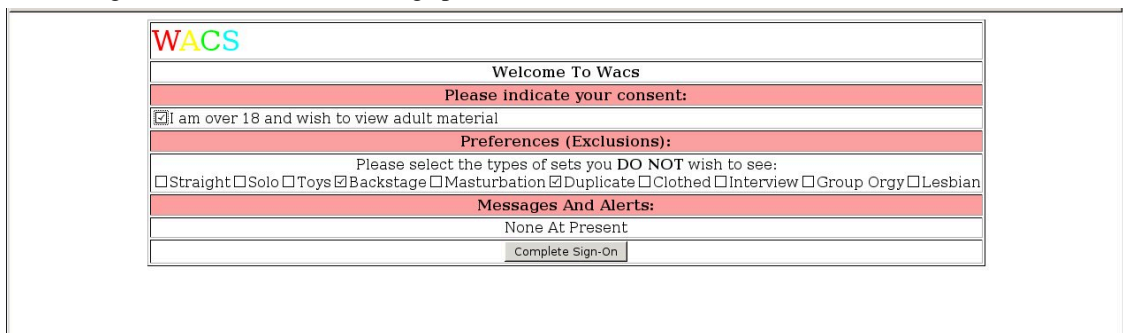 WACS
Welcome To Wacs
Please indicate your consent:
I am over 18 and wish to view adult material
Preferences (Exclusions):
Please select the types of sets you DO NOT wish to see:
Straight Solo Toys Backstage Masturbation Duplicate Clothed Interview Group Orgy Lesbian
Messages And Alerts:
None At Present
Complete Sign-On